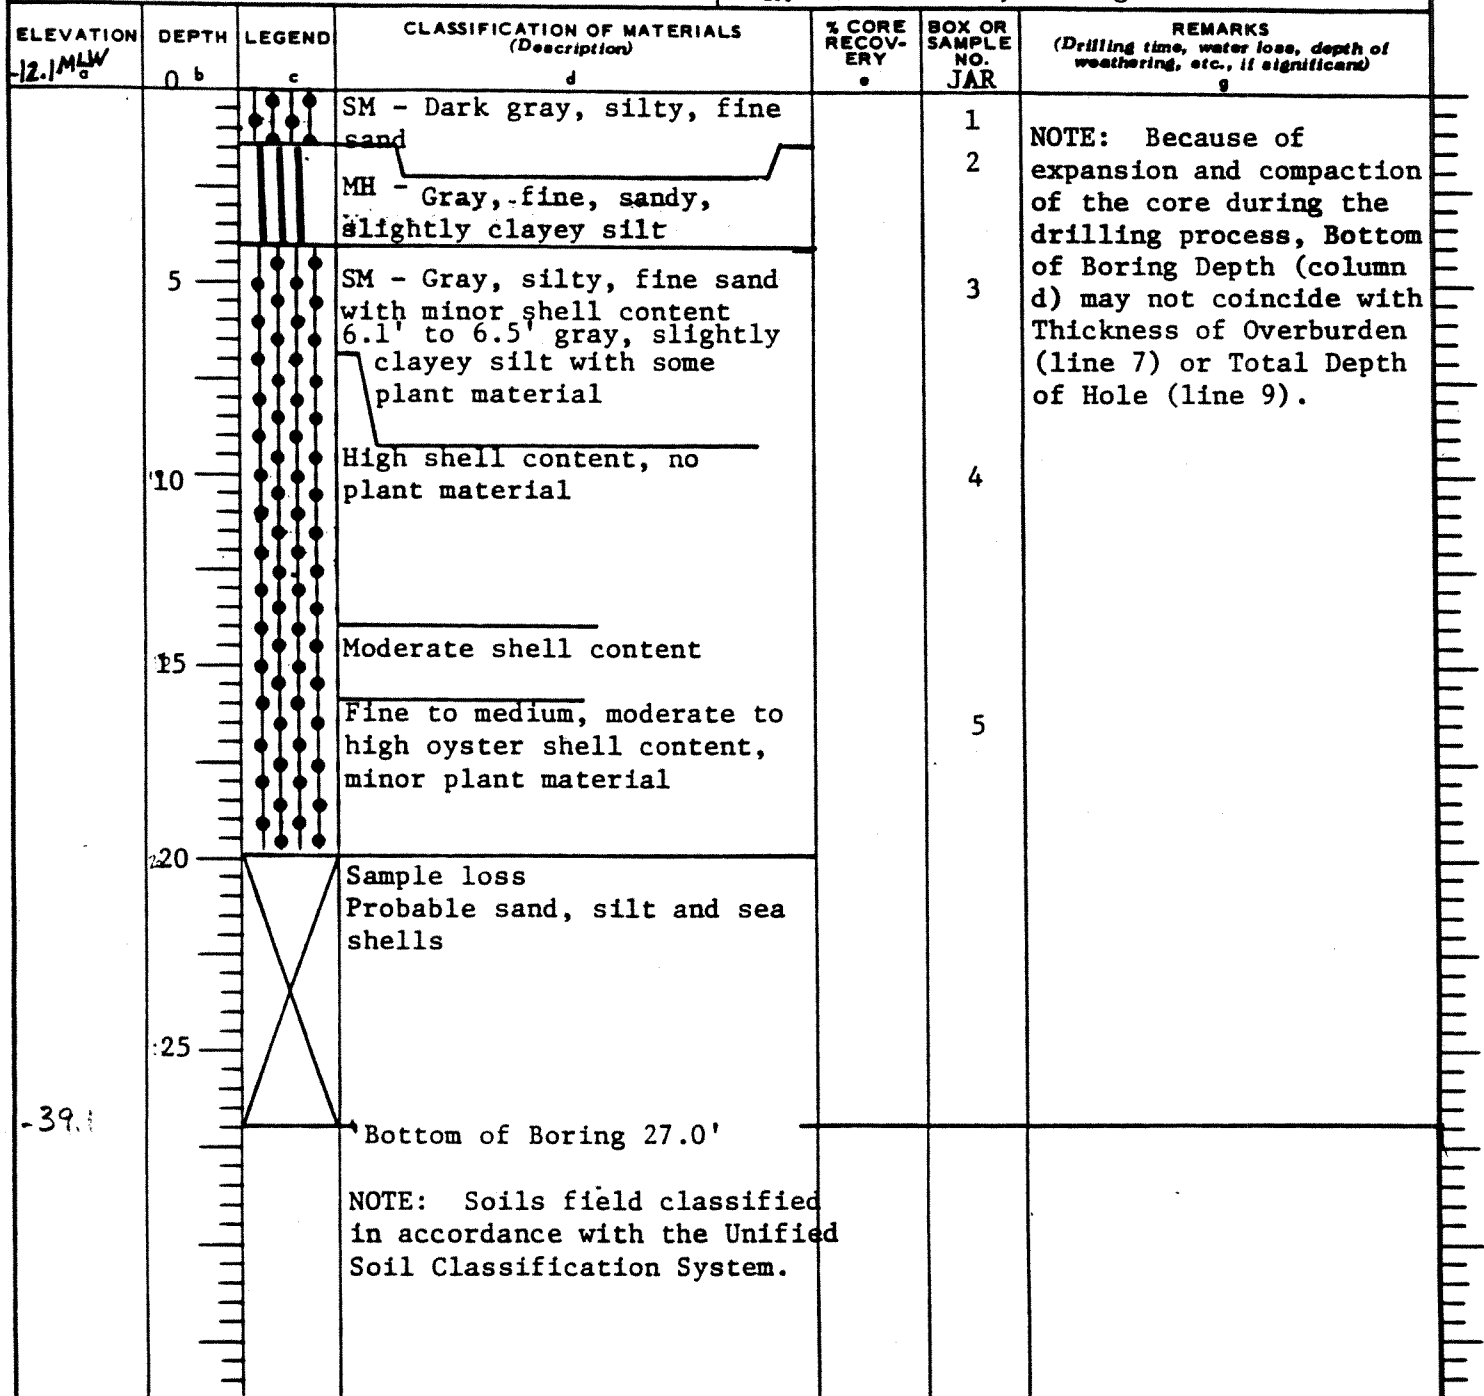 ELEVATION DEPTH LEGEND CLASSIFICATION OF MATERIALS % CORE BOX OR REMARKS
(Description) RECOV- SAMPLE (Drilling time, water loss, depth of
ERY NO. weathering, etc., if significant)
-12.1 MLW 0 JAR
a b c d e g
SM - Dark gray, silty, fine
sand
1
2
MH - Gray, fine, sandy,
slightly clayey silt
5
SM - Gray, silty, fine sand
with minor shell content
6.1' to 6.5' gray, slightly
clayey silt with some
plant material
3
NOTE: Because of
expansion and compaction
of the core during the
drilling process, Bottom
of Boring Depth (column
d) may not coincide with
Thickness of Overburden
(line 7) or Total Depth
of Hole (line 9).
10
High shell content, no
plant material
4
15
Moderate shell content
Fine to medium, moderate to
high oyster shell content,
minor plant material
5
20
Sample loss
Probable sand, silt and sea
shells
25
-39.1
Bottom of Boring 27.0'
NOTE: Soils field classified
in accordance with the Unified
Soil Classification System.